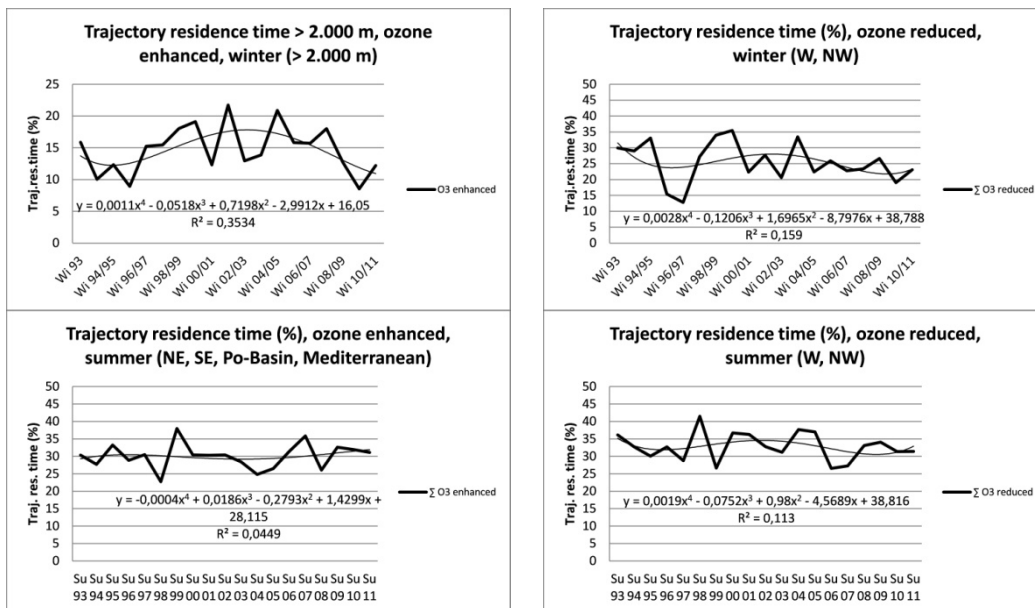 Trajectory residence time > 2.000 m, ozone
enhanced, winter (> 2.000 m)
Traj.res.time (%)
25
20
15
10
5
0
y = 0,0011x⁴ - 0,0518x³ + 0,7198x² - 2,9912x + 16,05
R² = 0,3534
O3 enhanced
Wi 93
Wi 94/95
Wi 96/97
Wi 98/99
Wi 00/01
Wi 02/03
Wi 04/05
Wi 06/07
Wi 08/09
Wi 10/11
Trajectory residence time (%), ozone reduced,
winter (W, NW)
Traj.res.time (%)
50
45
40
35
30
25
20
15
10
5
0
y = 0,0028x⁴ - 0,1206x³ + 1,6965x² - 8,7976x + 38,788
R² = 0,159
∑ O3 reduced
Wi 93
Wi 94/95
Wi 96/97
Wi 98/99
Wi 00/01
Wi 02/03
Wi 04/05
Wi 06/07
Wi 08/09
Wi 10/11
Trajectory residence time (%), ozone enhanced,
summer (NE, SE, Po-Basin, Mediterranean)
Traj. res. time (%)
50
45
40
35
30
25
20
15
10
5
0
y = -0,0004x⁴ + 0,0186x³ - 0,2793x² + 1,4299x +
28,115
R² = 0,0449
∑ O3 enhanced
Su Su Su Su Su Su Su Su Su Su Su Su Su Su Su Su Su Su Su
93 94 95 96 97 98 99 00 01 02 03 04 05 06 07 08 09 10 11
Trajectory residence time (%), ozone reduced,
summer (W, NW)
Traj. res. time (%)
50
45
40
35
30
25
20
15
10
5
0
y = 0,0019x⁴ - 0,0752x³ + 0,98x² - 4,5689x + 38,816
R² = 0,113
∑ O3 reduced
Su Su Su Su Su Su Su Su Su Su Su Su Su Su Su Su Su Su Su
93 94 95 96 97 98 99 00 01 02 03 04 05 06 07 08 09 10 11